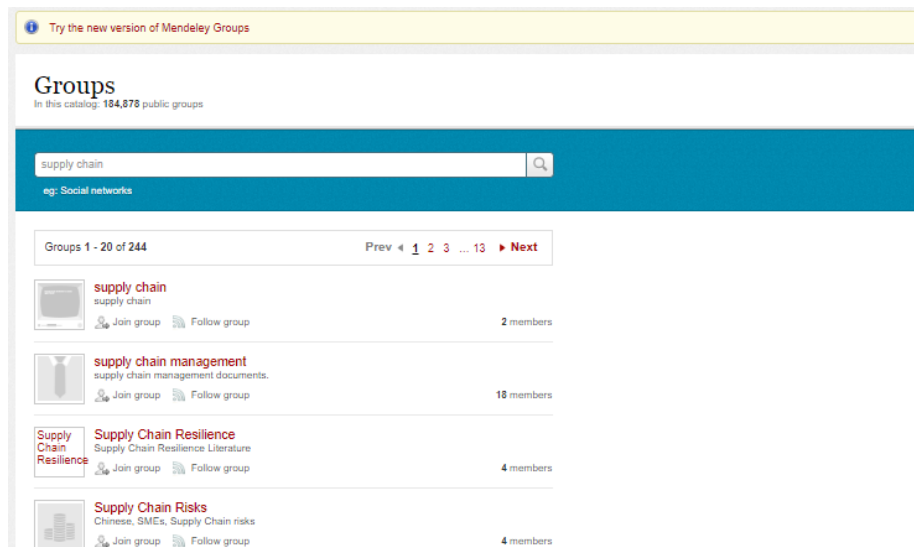 Try the new version of Mendeley Groups
Groups
In this catalog: 184,878 public groups
supply chain
eg: Social networks
Groups 1 - 20 of 244 Prev 1 2 3 ... 13 Next
supply chain
supply chain
Join group Follow group 2 members
supply chain management
supply chain management documents.
Join group Follow group 18 members
Supply
Chain
Resilience
Supply Chain Resilience
Supply Chain Resilience Literature
Join group Follow group 4 members
Supply Chain Risks
Chinese, SMEs, Supply Chain risks
Join group Follow group 4 members